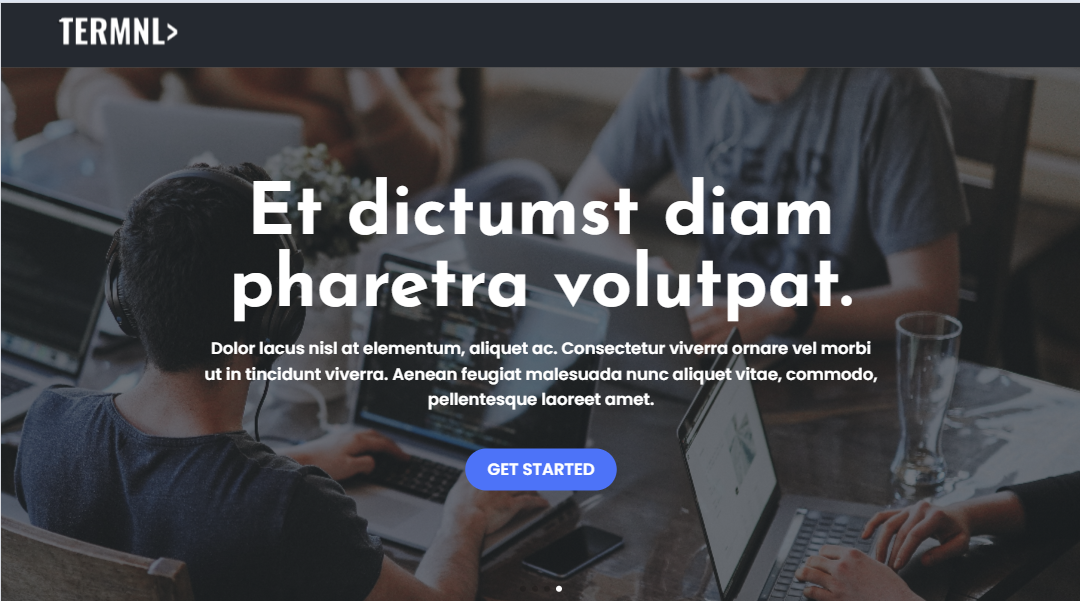 TERMNL>
Et dictumst diam
pharetra volutpat.
Dolor lacus nisl at elementum, aliquet ac. Consectetur viverra ornare vel morbi
ut in tincidunt viverra. Aenean feugiat malesuada nunc aliquet vitae, commodo,
pellentesque laoreet amet.
GET STARTED